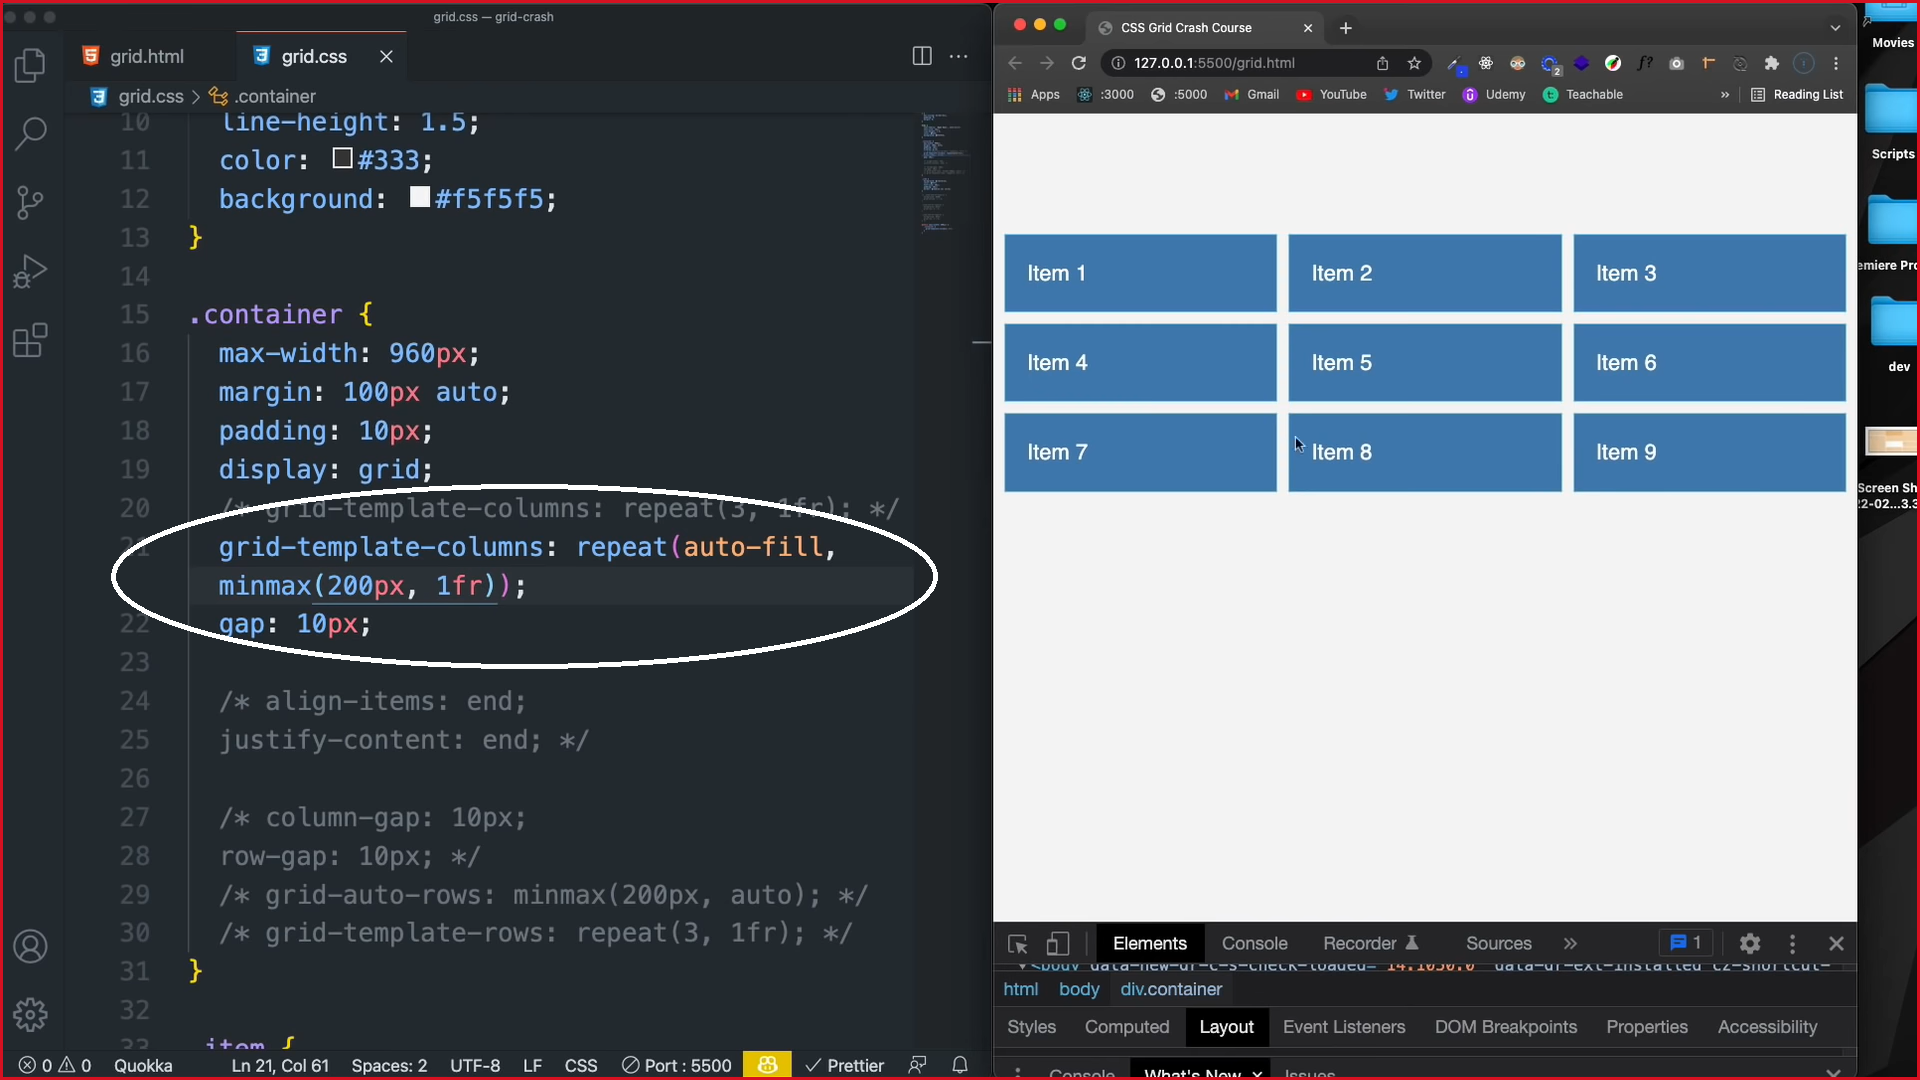 grid.css — grid-crash
grid.html
grid.css
grid.css > .container
10 line-height: 1.5;
11 color: #333;
12 background: #f5f5f5;
13 }
14
15 .container {
16 max-width: 960px;
17 margin: 100px auto;
18 padding: 10px;
19 display: grid;
20 /* grid-template-columns: repeat(3, 1fr); */
21 grid-template-columns: repeat(auto-fill,
minmax(200px, 1fr));
22 gap: 10px;
23
24 /* align-items: end;
25 justify-content: end; */
26
27 /* column-gap: 10px;
28 row-gap: 10px; */
29 /* grid-auto-rows: minmax(200px, auto); */
30 /* grid-template-rows: repeat(3, 1fr); */
31 }
32
33 .item {
0 0 Quokka Ln 21, Col 61 Spaces: 2 UTF-8 LF CSS Port : 5500 Prettier
CSS Grid Crash Course
127.0.0.1:5500/grid.html
2
f?
Apps :3000 :5000 Gmail YouTube Twitter Udemy Teachable » Reading List
Item 1 Item 2 Item 3
Item 4 Item 5 Item 6
Item 7 Item 8 Item 9
Elements Console Recorder Sources » 1
html body div.container
Styles Computed Layout Event Listeners DOM Breakpoints Properties Accessibility
Console What's New Issues
Movies
Scripts
emiere Pro
dev
Screen Sh
22-02...3.3